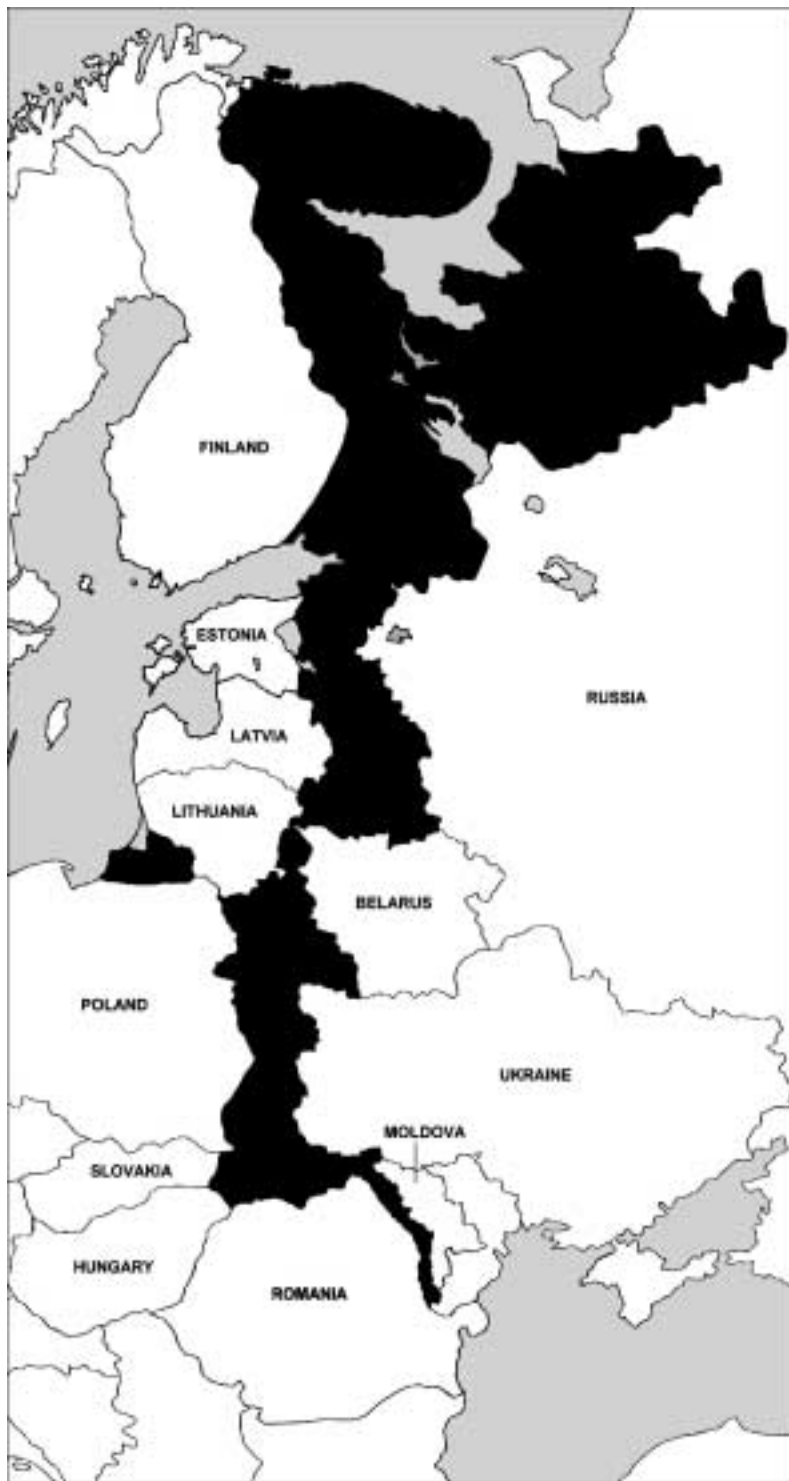 FINLAND
ESTONIA
RUSSIA
LATVIA
LITHUANIA
BELARUS
POLAND
UKRAINE
MOLDOVA
SLOVAKIA
HUNGARY
ROMANIA